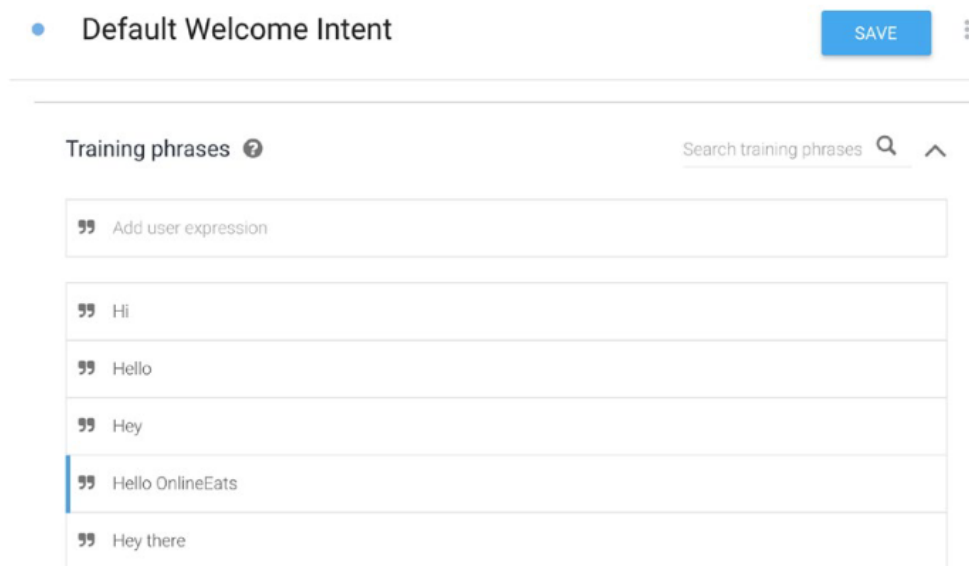 Default Welcome Intent
SAVE
Training phrases
Search training phrases
Add user expression
Hi
Hello
Hey
Hello OnlineEats
Hey there